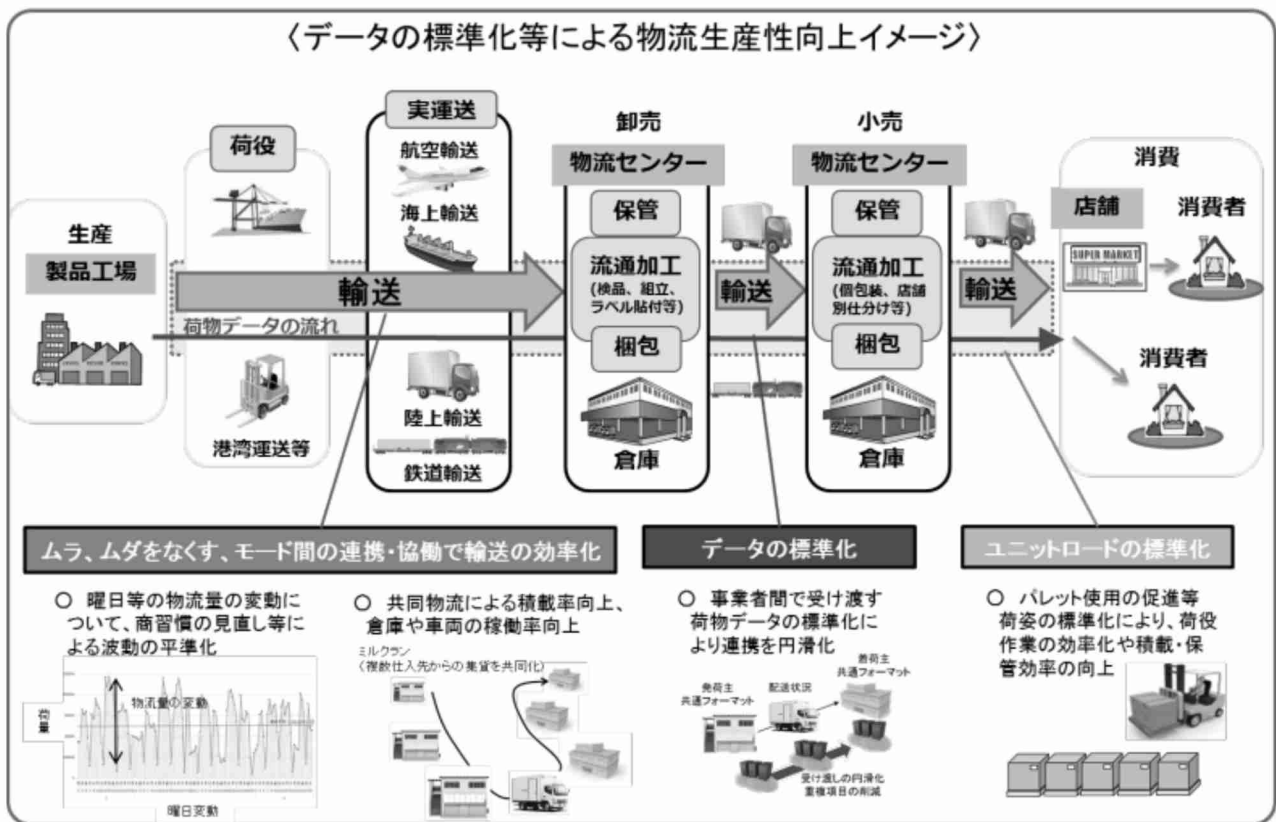 〈データの標準化等による物流生産性向上イメージ〉
生産
製品工場
荷役
港湾運送等
実運送
航空輸送
海上輸送
陸上輸送
鉄道輸送
輸送
荷物データの流れ
卸売
物流センター
保管
流通加工
(検品、組立、
ラベル貼付等)
梱包
倉庫
輸送
小売
物流センター
保管
流通加工
(個包装、店舗
別仕分け等)
梱包
倉庫
輸送
消費
店舗
SUPER MARKET
消費者
消費者
ムラ、ムダをなくす、モード間の連携・協働で輸送の効率化
○ 曜日等の物流量の変動に
ついて、商習慣の見直し等
による波動の平準化
物流量の変動
荷量
曜日変動
○ 共同物流による積載率向上、
倉庫や車両の稼働率向上
ミルクラン
(複数仕入先からの集貨を共同化)
データの標準化
○ 事業者間で受け渡す
荷物データの標準化に
より連携を円滑化
発荷主
共通フォーマット
配送状況
着荷主
共通フォーマット
受け渡しの円滑化
重複項目の削減
ユニットロードの標準化
○ パレット使用の促進等
荷姿の標準化により、荷役
作業の効率化や積載・保
管効率の向上